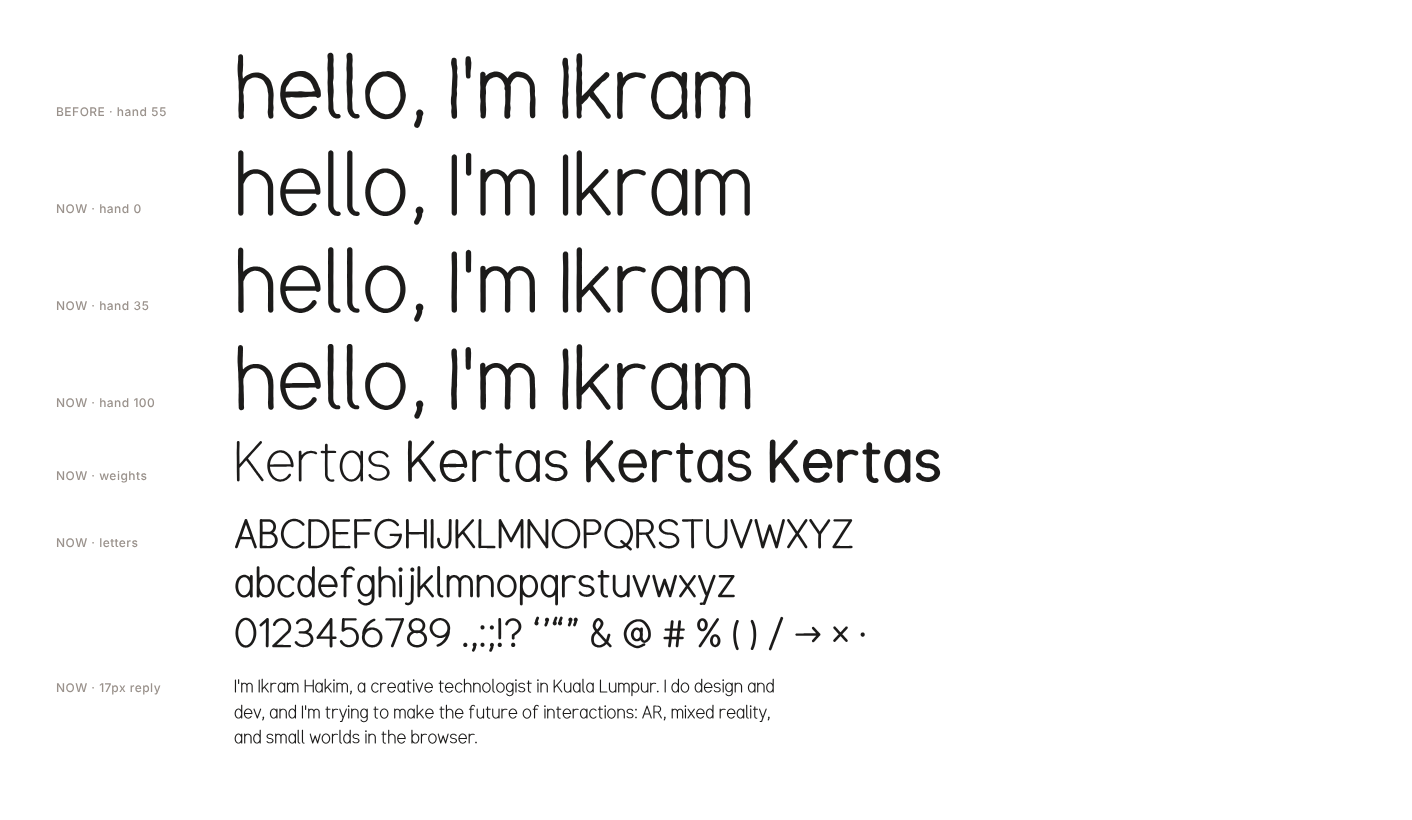 BEFORE · hand 55 hello, I'm Ikram
NOW · hand 0 hello, I'm Ikram
NOW · hand 35 hello, I'm Ikram
NOW · hand 100 hello, I'm Ikram
NOW · weights Kertas Kertas Kertas Kertas
NOW · letters ABCDEFGHIJKLMNOPQRSTUVWXYZ
abcdefghijklmnopqrstuvwxyz
0123456789 .,:;!? ‘’“” & @ # % ( ) / → × ·
NOW · 17px reply I'm Ikram Hakim, a creative technologist in Kuala Lumpur. I do design and
dev, and I'm trying to make the future of interactions: AR, mixed reality,
and small worlds in the browser.